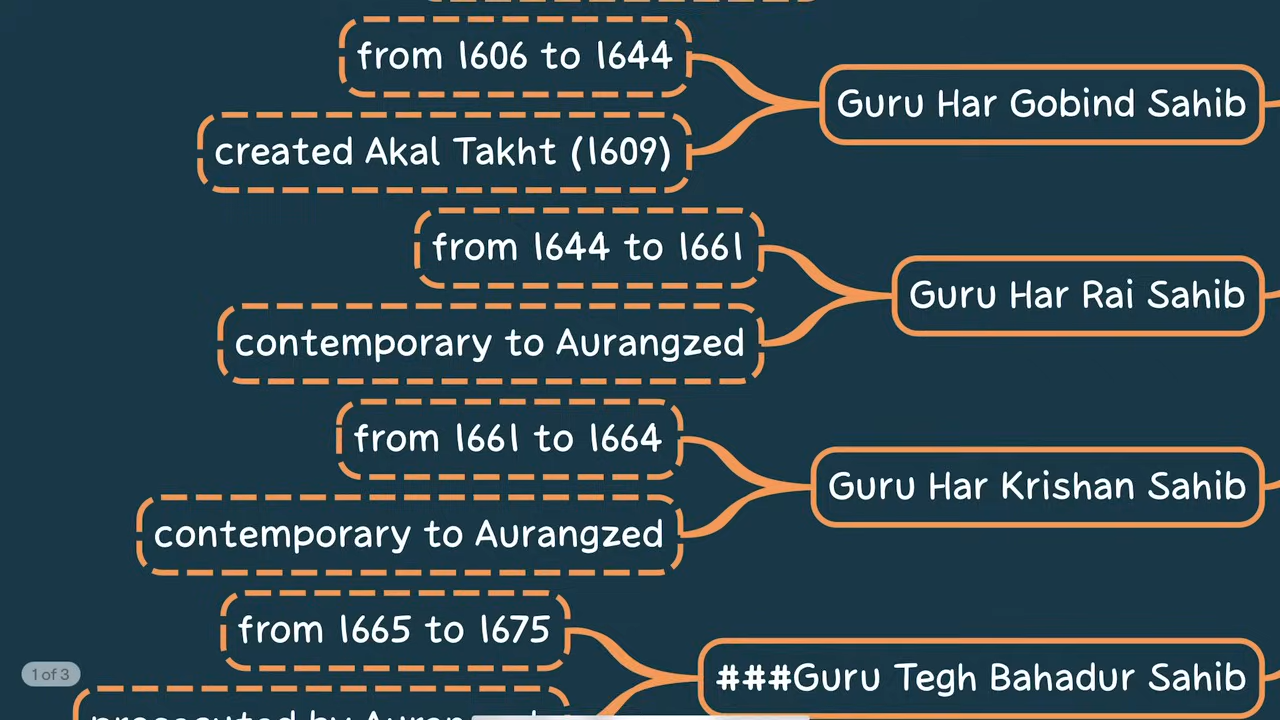 from 1606 to 1644
Guru Har Gobind Sahib
created Akal Takht (1609)
from 1644 to 1661
Guru Har Rai Sahib
contemporary to Aurangzed
from 1661 to 1664
Guru Har Krishan Sahib
contemporary to Aurangzed
from 1665 to 1675
###Guru Tegh Bahadur Sahib
1 of 3